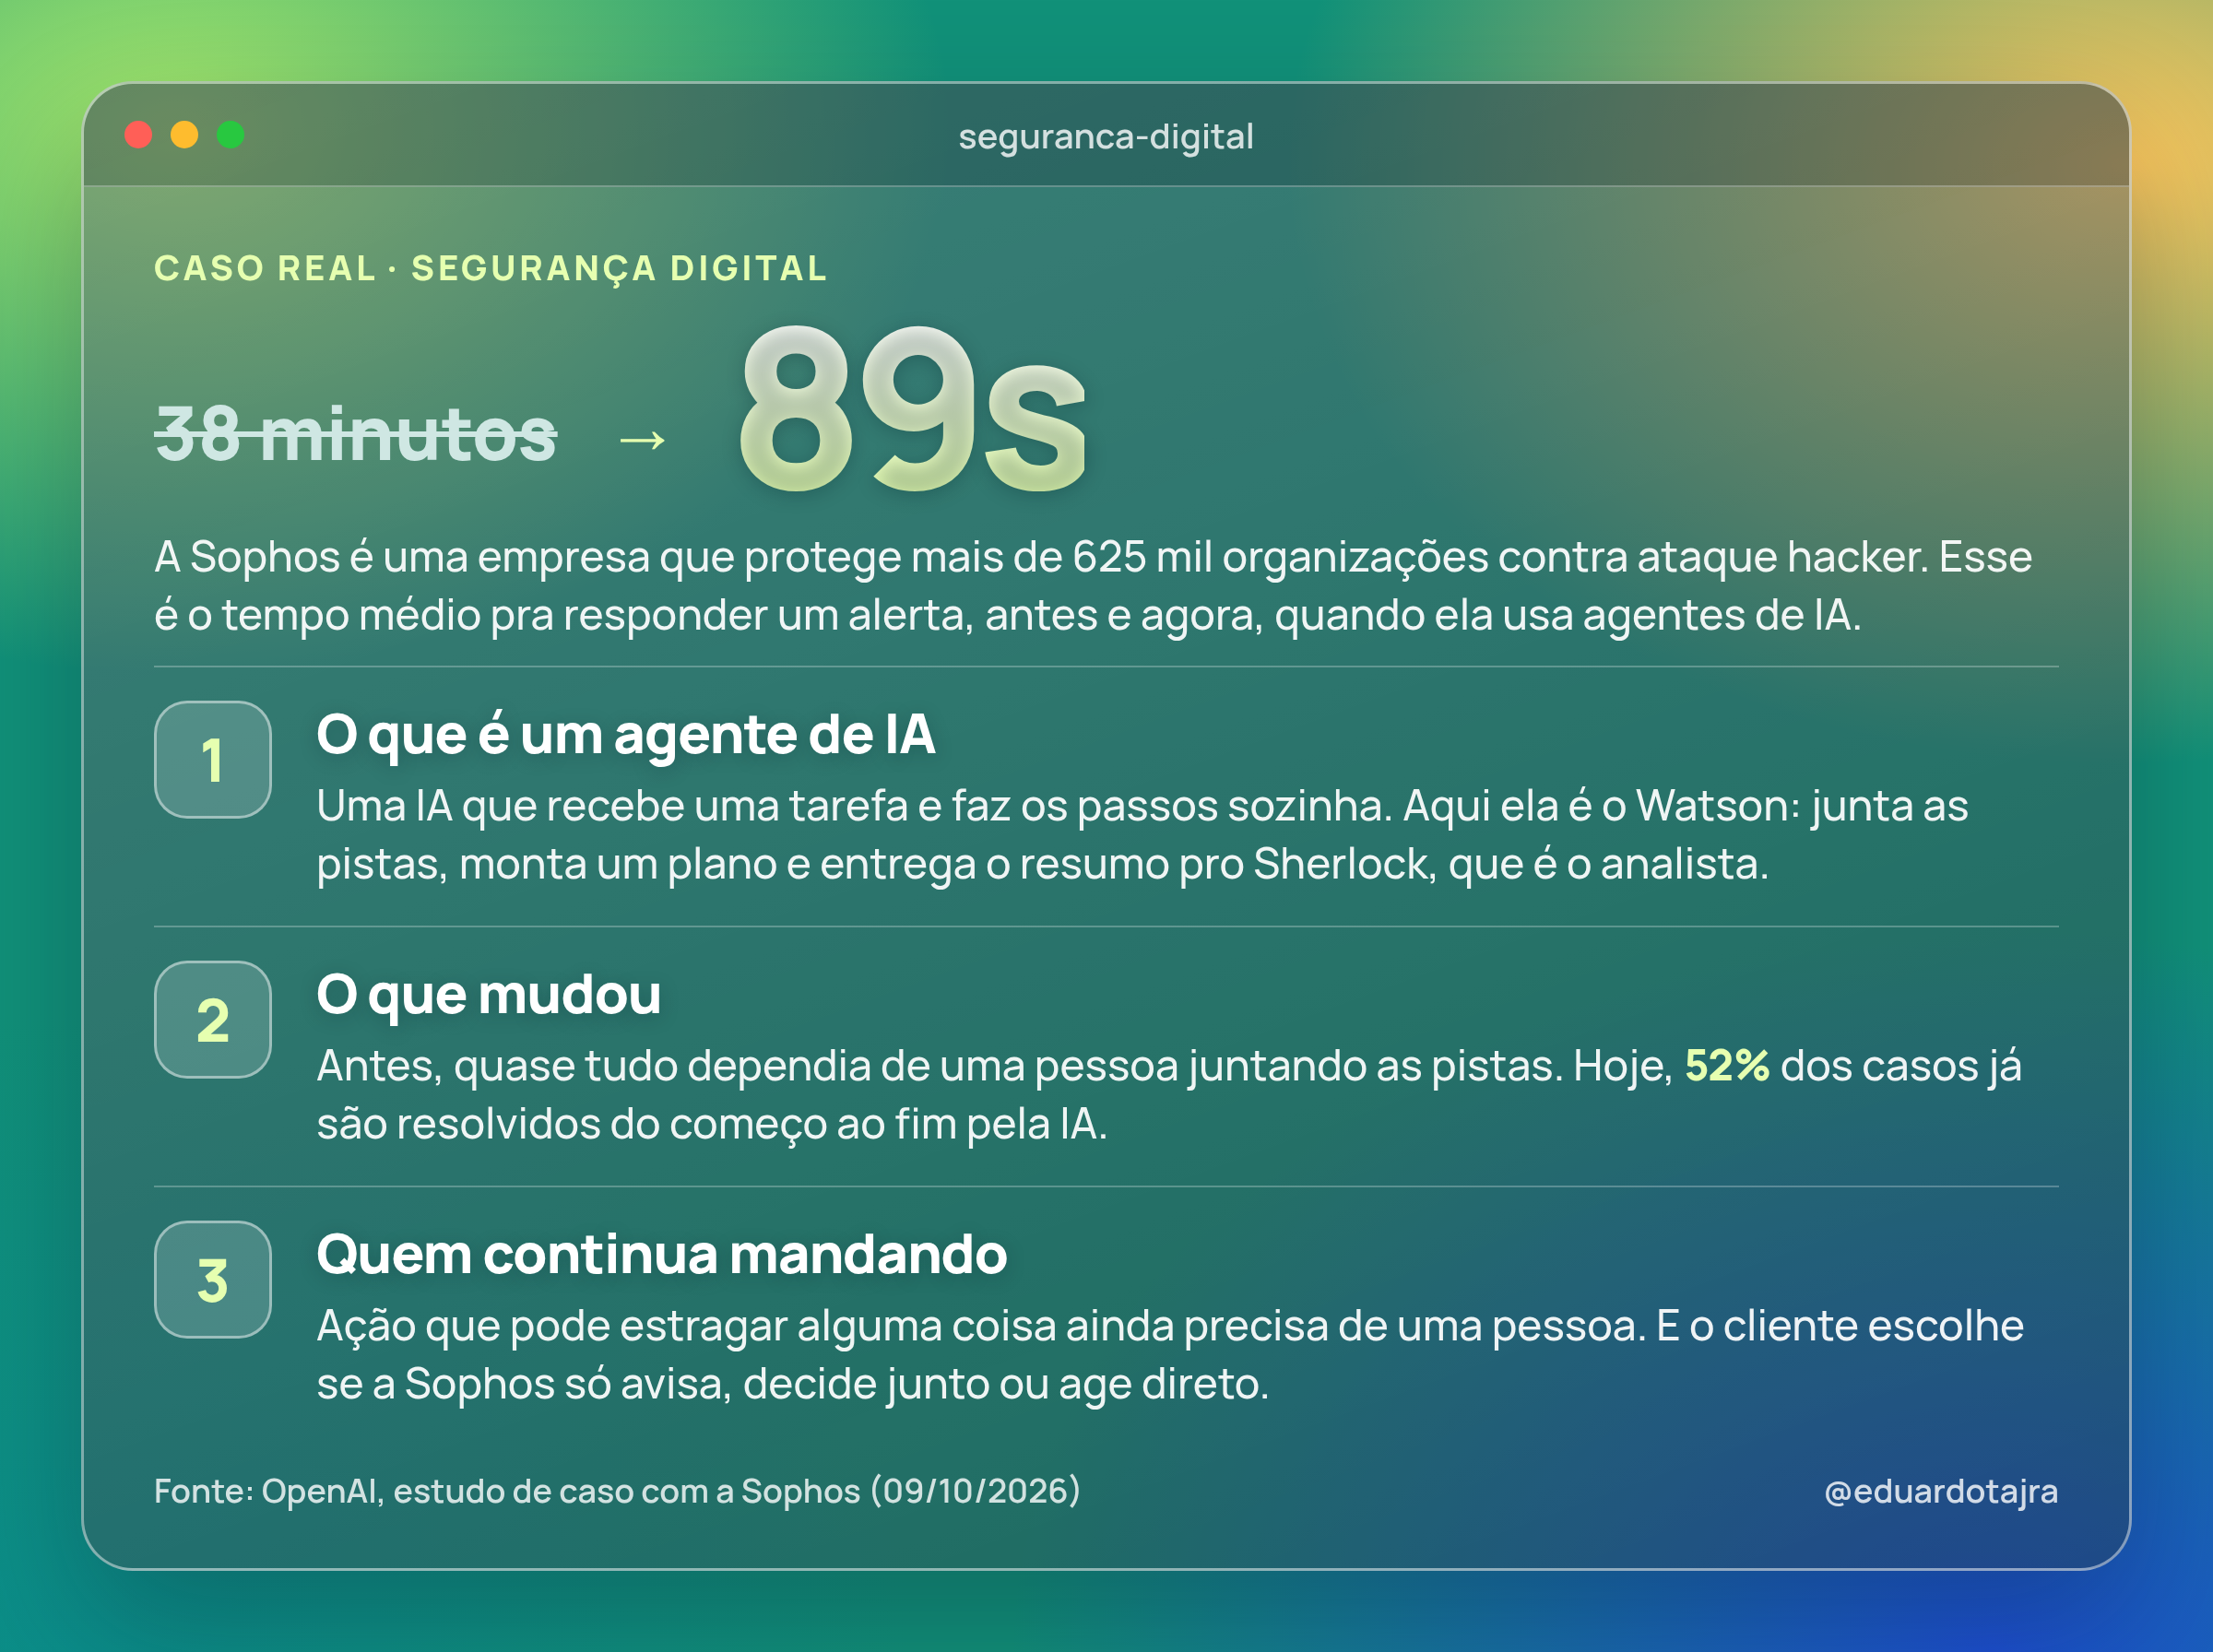 seguranca-digital
CASO REAL · SEGURANÇA DIGITAL
38 minutos → 89s
A Sophos é uma empresa que protege mais de 625 mil organizações contra ataque hacker. Esse
é o tempo médio pra responder um alerta, antes e agora, quando ela usa agentes de IA.
1
O que é um agente de IA
Uma IA que recebe uma tarefa e faz os passos sozinha. Aqui ela é o Watson: junta as
pistas, monta um plano e entrega o resumo pro Sherlock, que é o analista.
2
O que mudou
Antes, quase tudo dependia de uma pessoa juntando as pistas. Hoje, 52% dos casos já
são resolvidos do começo ao fim pela IA.
3
Quem continua mandando
Ação que pode estragar alguma coisa ainda precisa de uma pessoa. E o cliente escolhe
se a Sophos só avisa, decide junto ou age direto.
Fonte: OpenAI, estudo de caso com a Sophos (09/10/2026)
@eduardotajra